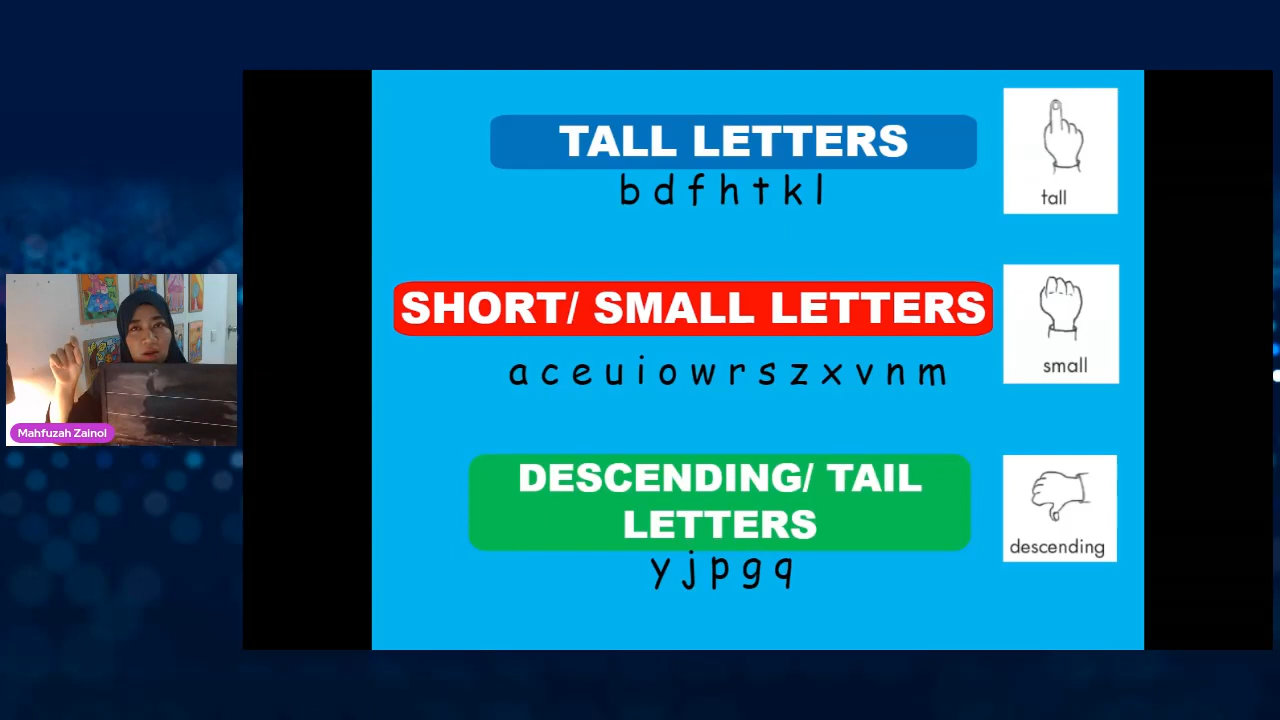 TALL LETTERS
b d f h t k l
tall
SHORT/ SMALL LETTERS
a c e u i o w r s z x v n m
small
DESCENDING/ TAIL
LETTERS
y j p g q
descending
Mahfuzah Zainol